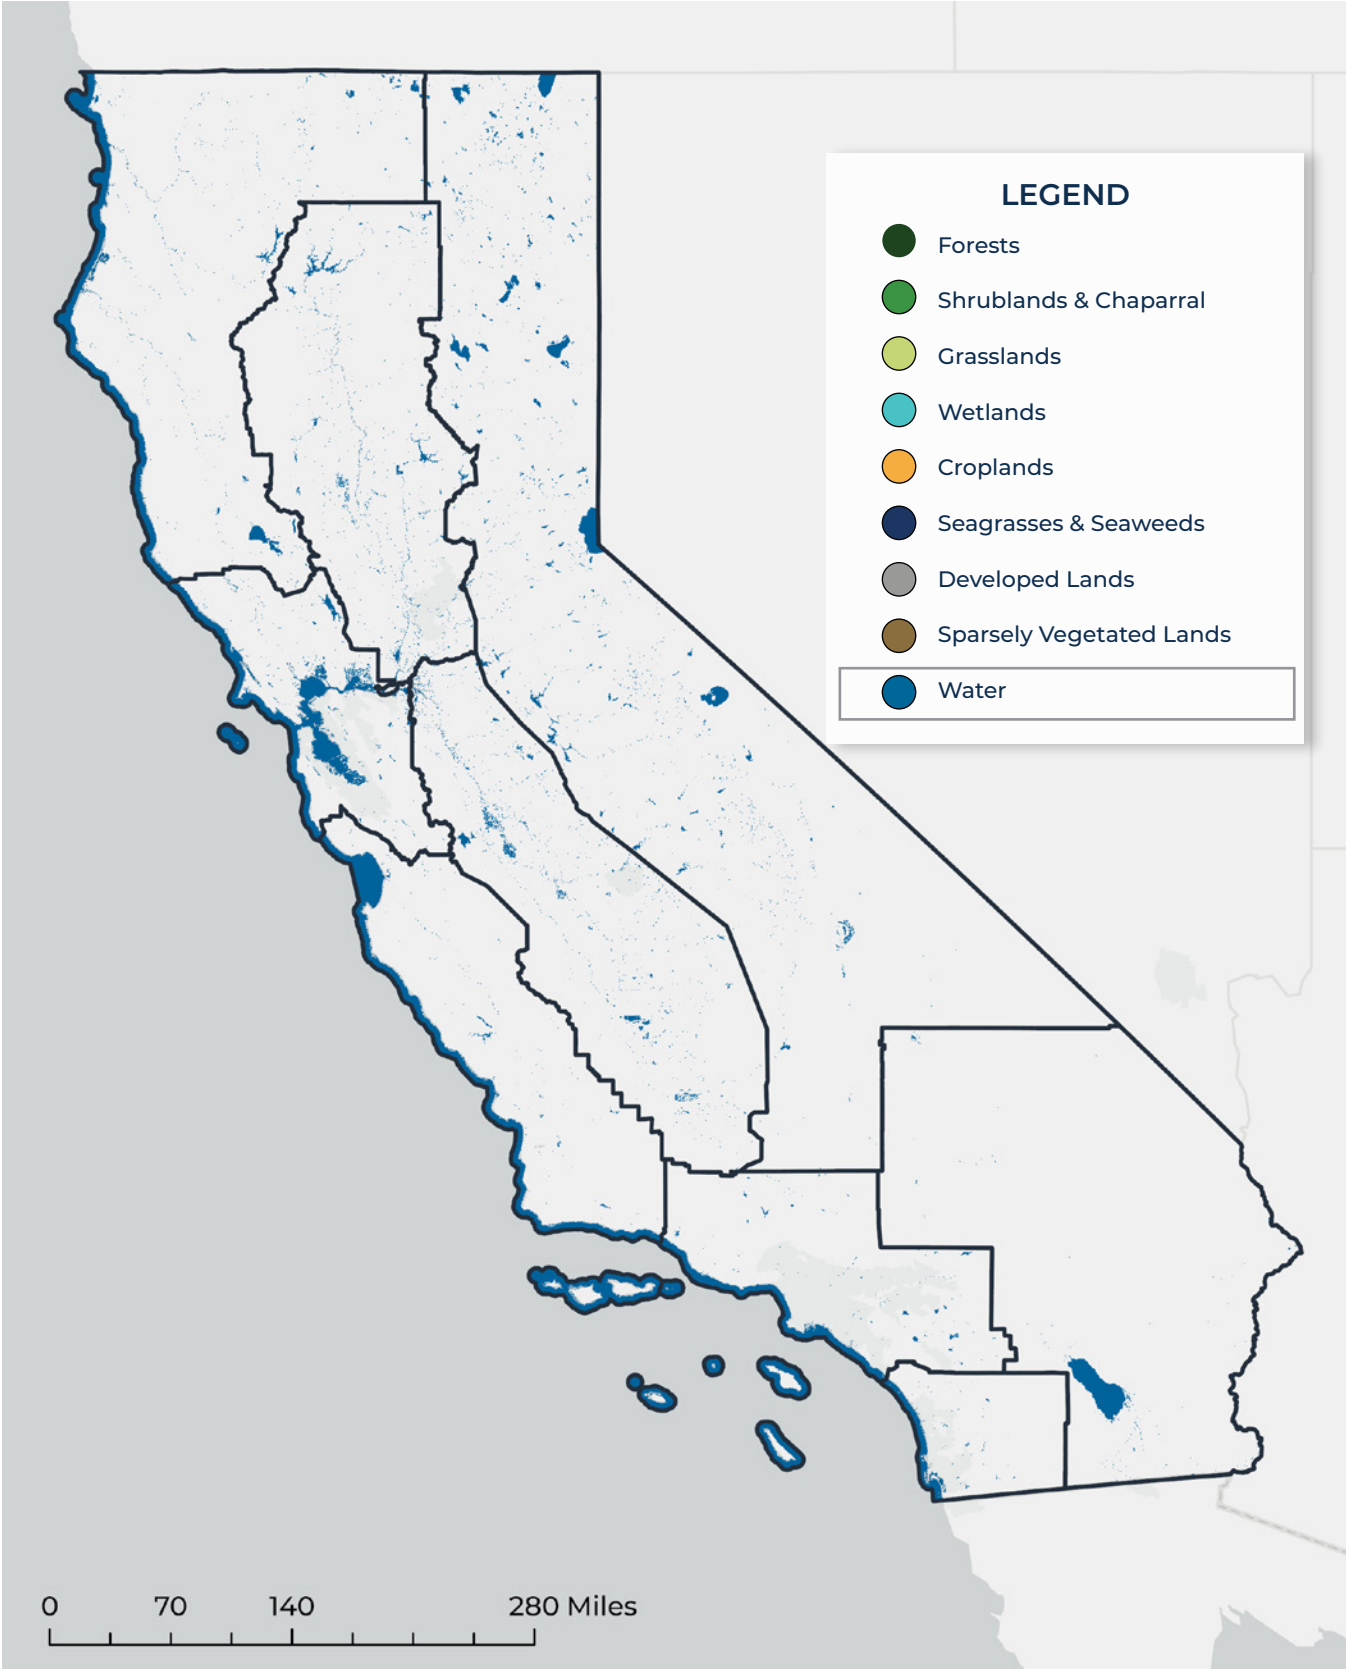 LEGEND
Forests
Shrublands & Chaparral
Grasslands
Wetlands
Croplands
Seagrasses & Seaweeds
Developed Lands
Sparsely Vegetated Lands
Water
0 70 140 280 Miles